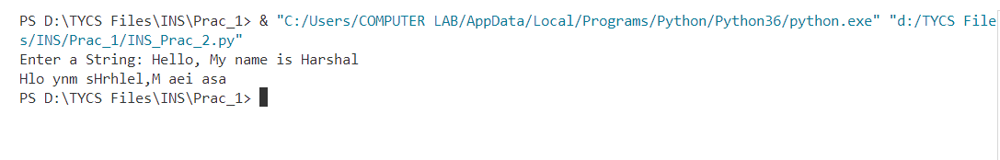 PS D:\TYCS Files\INS\Prac_1> & "C:/Users/COMPUTER LAB/AppData/Local/Programs/Python/Python36/python.exe" "d:/TYCS File
s/INS/Prac_1/INS_Prac_2.py"
Enter a String: Hello, My name is Harshal
Hlo ynm sHrhlel,M aei asa
PS D:\TYCS Files\INS\Prac_1>